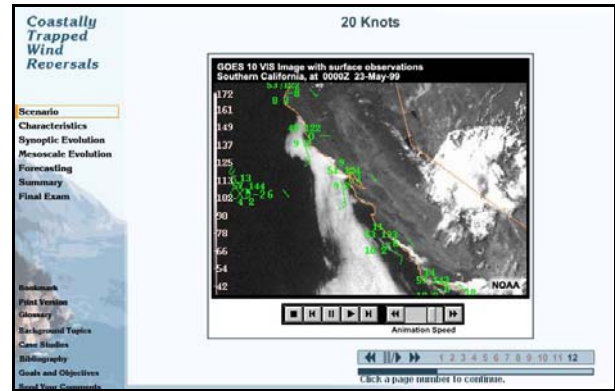 Coastally
Trapped
Wind
Reversals
20 Knots
GOES 10 VIS Image with surface observations
Southern California, at 0000Z 23-May-99
172
161
149
137
125
113
102
90
78
66
54
42
NOAA
Animation Speed
Scenario
Characteristics
Synoptic Evolution
Mesoscale Evolution
Forecasting
Summary
Final Exam
Bookmark
Print Version
Glossary
Background Topics
Case Studies
Bibliography
Goals and Objectives
Send Your Comments
1 2 3 4 5 6 7 8 9 10 11 12
Click a page number to continue.